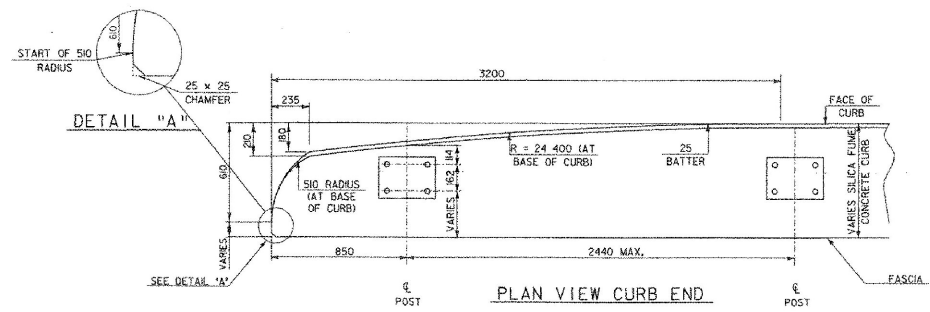 610
START OF 510
RADIUS
25 × 25
CHAMFER
DETAIL "A"
3200
235
210
180
610
VARIES
510 RADIUS
(AT BASE
OF CURB)
R = 24 400 (AT
BASE OF CURB)
114
162
VARIES
25
BATTER
FACE OF
CURB
VARIES SILICA FUME
CONCRETE CURB
850
2440 MAX.
SEE DETAIL 'A'
FASCIA
℄
POST
PLAN VIEW CURB END
℄
POST